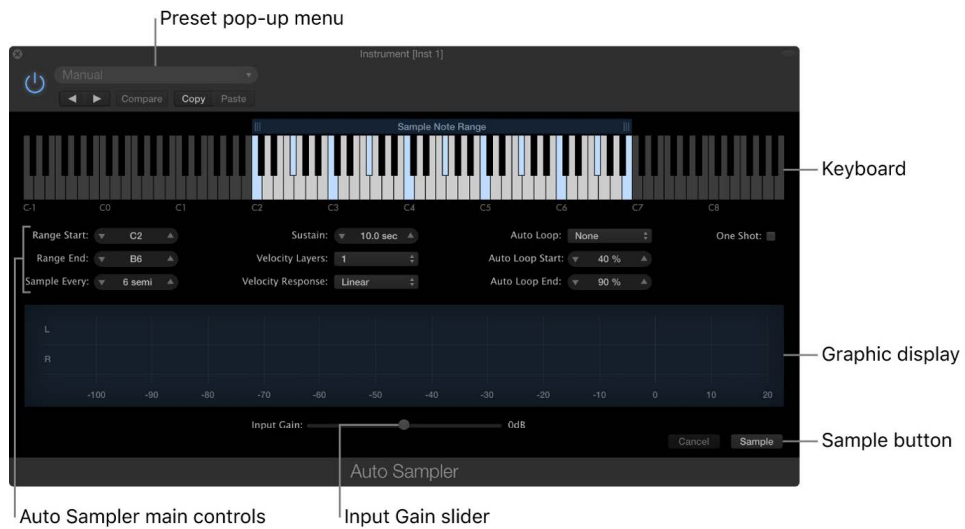 Preset pop-up menu
Instrument [Inst 1]
Manual
Compare Copy Paste
Sample Note Range
Keyboard
C-1 C0 C1 C2 C3 C4 C5 C6 C7 C8
Range Start: C2 Sustain: 10.0 sec Auto Loop: None One Shot:
Range End: B6 Velocity Layers: 1 Auto Loop Start: 40 %
Sample Every: 6 semi Velocity Response: Linear Auto Loop End: 90 %
L
Graphic display
R
-100 -90 -80 -70 -60 -50 -40 -30 -20 -10 0 10 20
Input Gain: 0dB
Cancel Sample
Sample button
Auto Sampler
Auto Sampler main controls
Input Gain slider